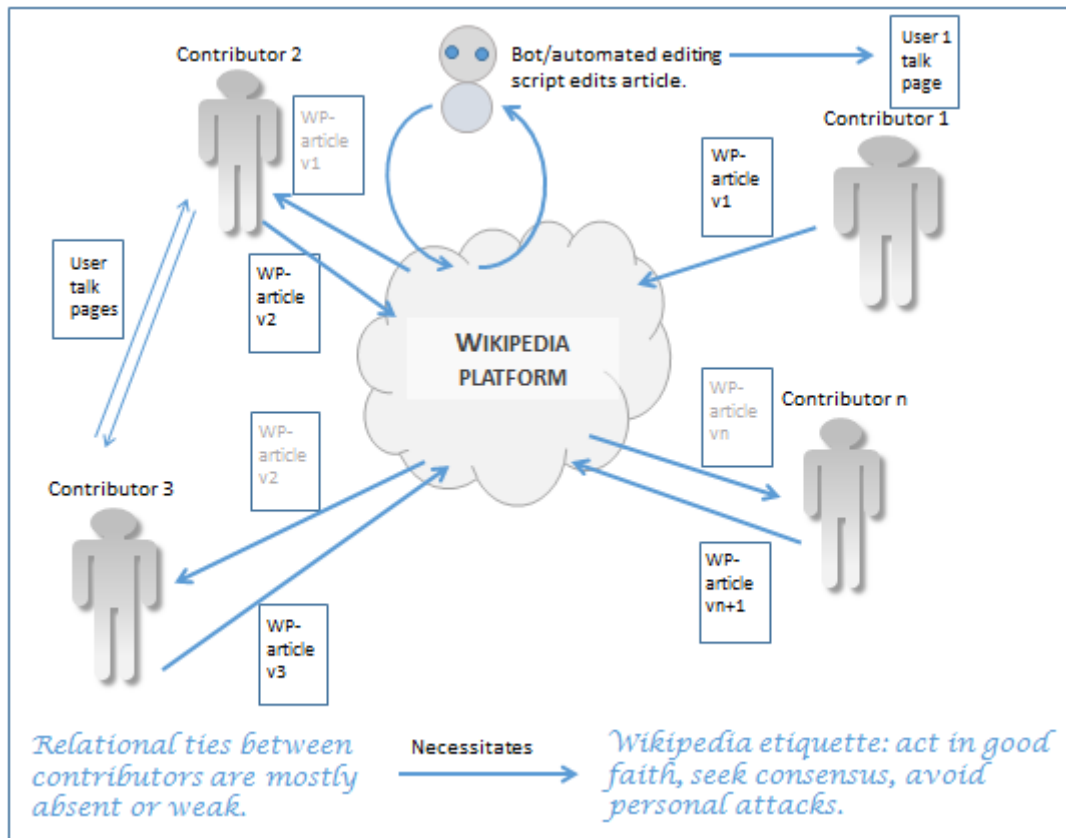 Contributor 2
Bot/automated editing
script edits article.
User 1
talk
page
Contributor 1
WP-
article
v1
WP-
article
v1
User
talk
pages
WP-
article
v2
WIKIPEDIA
PLATFORM
WP-
article
vn
Contributor n
WP-
article
v2
Contributor 3
WP-
article
vn+1
WP-
article
v3
Relational ties between
contributors are mostly
absent or weak.
Necessitates
Wikipedia etiquette: act in good
faith, seek consensus, avoid
personal attacks.